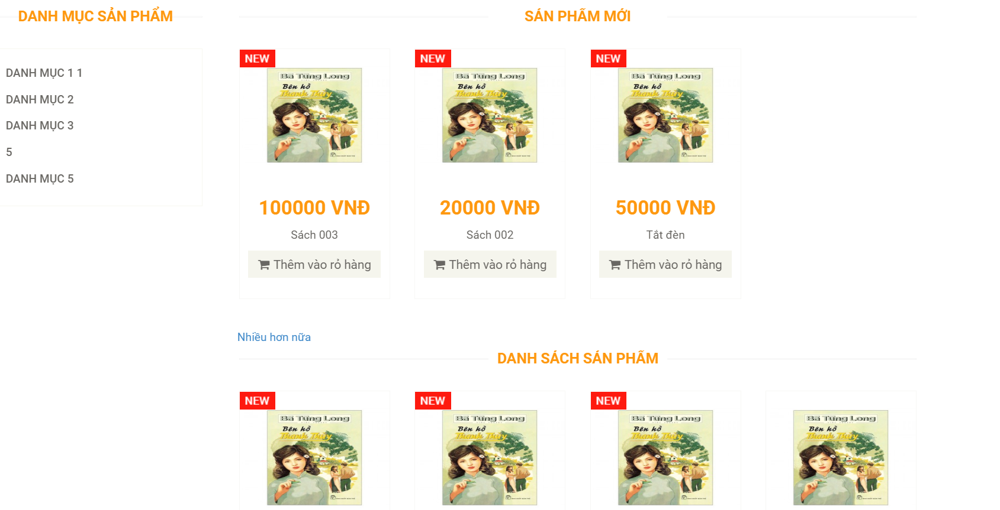 DANH MỤC SẢN PHẨM
DANH MỤC 1 1
DANH MỤC 2
DANH MỤC 3
5
DANH MỤC 5
SẢN PHẨM MỚI
NEW
Bà Tùng Long
Bên hồ
Thanh Thủy
100000 VNĐ
Sách 003
Thêm vào rỏ hàng
NEW
Bà Tùng Long
Bên hồ
Thanh Thủy
20000 VNĐ
Sách 002
Thêm vào rỏ hàng
NEW
Bà Tùng Long
Bên hồ
Thanh Thủy
50000 VNĐ
Tắt đèn
Thêm vào rỏ hàng
Nhiều hơn nữa
DANH SÁCH SẢN PHẨM
NEW
Bà Tùng Long
Bên hồ
Thanh Thủy
NEW
Bà Tùng Long
Bên hồ
Thanh Thủy
NEW
Bà Tùng Long
Bên hồ
Thanh Thủy
Bà Tùng Long
Bên hồ
Thanh Thủy